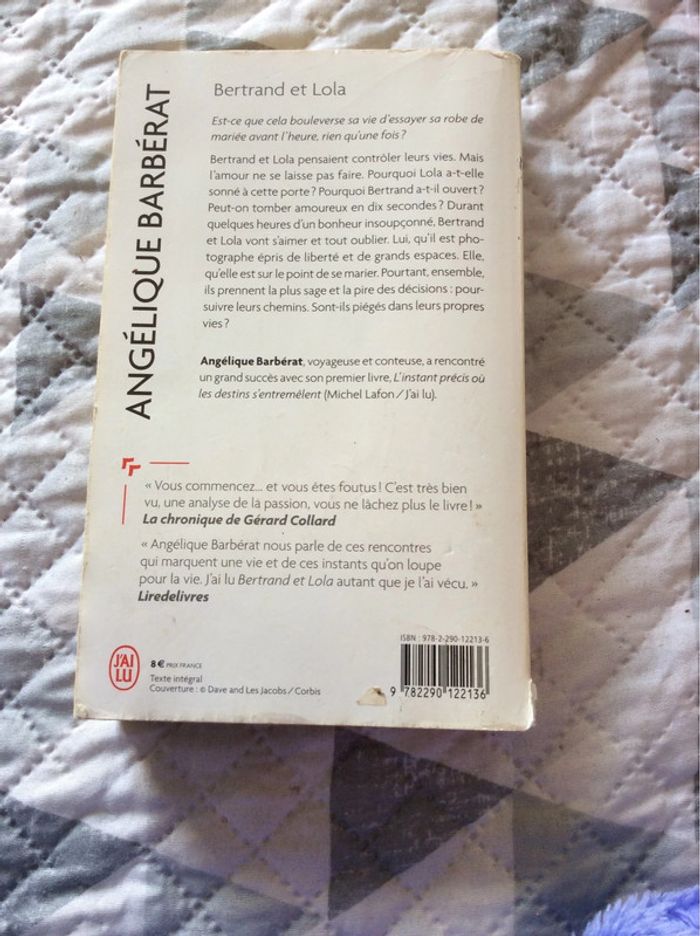 ANGÉLIQUE BARBÉRAT
Bertrand et Lola
Est-ce que cela bouleverse sa vie d'essayer sa robe de
mariée avant l'heure, rien qu'une fois ?
Bertrand et Lola pensaient contrôler leurs vies. Mais
l'amour ne se laisse pas faire. Pourquoi Lola a-t-elle
sonné à cette porte ? Pourquoi Bertrand a-t-il ouvert ?
Peut-on tomber amoureux en dix secondes ? Durant
quelques heures d'un bonheur insoupçonné, Bertrand
et Lola vont s'aimer et tout oublier. Lui, qu'il est pho-
tographe épris de liberté et de grands espaces. Elle,
qu'elle est sur le point de se marier. Pourtant, ensemble,
ils prennent la plus sage et la pire des décisions : pour-
suivre leurs chemins. Sont-ils piégés dans leurs propres
vies ?
Angélique Barbérat, voyageuse et conteuse, a rencontré
un grand succès avec son premier livre, L'instant précis où
les destins s'entremêlent (Michel Lafon / J'ai lu).
« Vous commencez... et vous êtes foutus ! C'est très bien
vu, une analyse de la passion, vous ne lâchez plus le livre ! »
La chronique de Gérard Collard
« Angélique Barbérat nous parle de ces rencontres
qui marquent une vie et de ces instants qu'on loupe
pour la vie. J'ai lu Bertrand et Lola autant que je l'ai vécu. »
Liredelivres
J'AI
LU
8 € PRIX FRANCE
Texte intégral
Couverture : © Dave and Les Jacobs / Corbis
ISBN : 978-2-290-12213-6
9 782290 122136